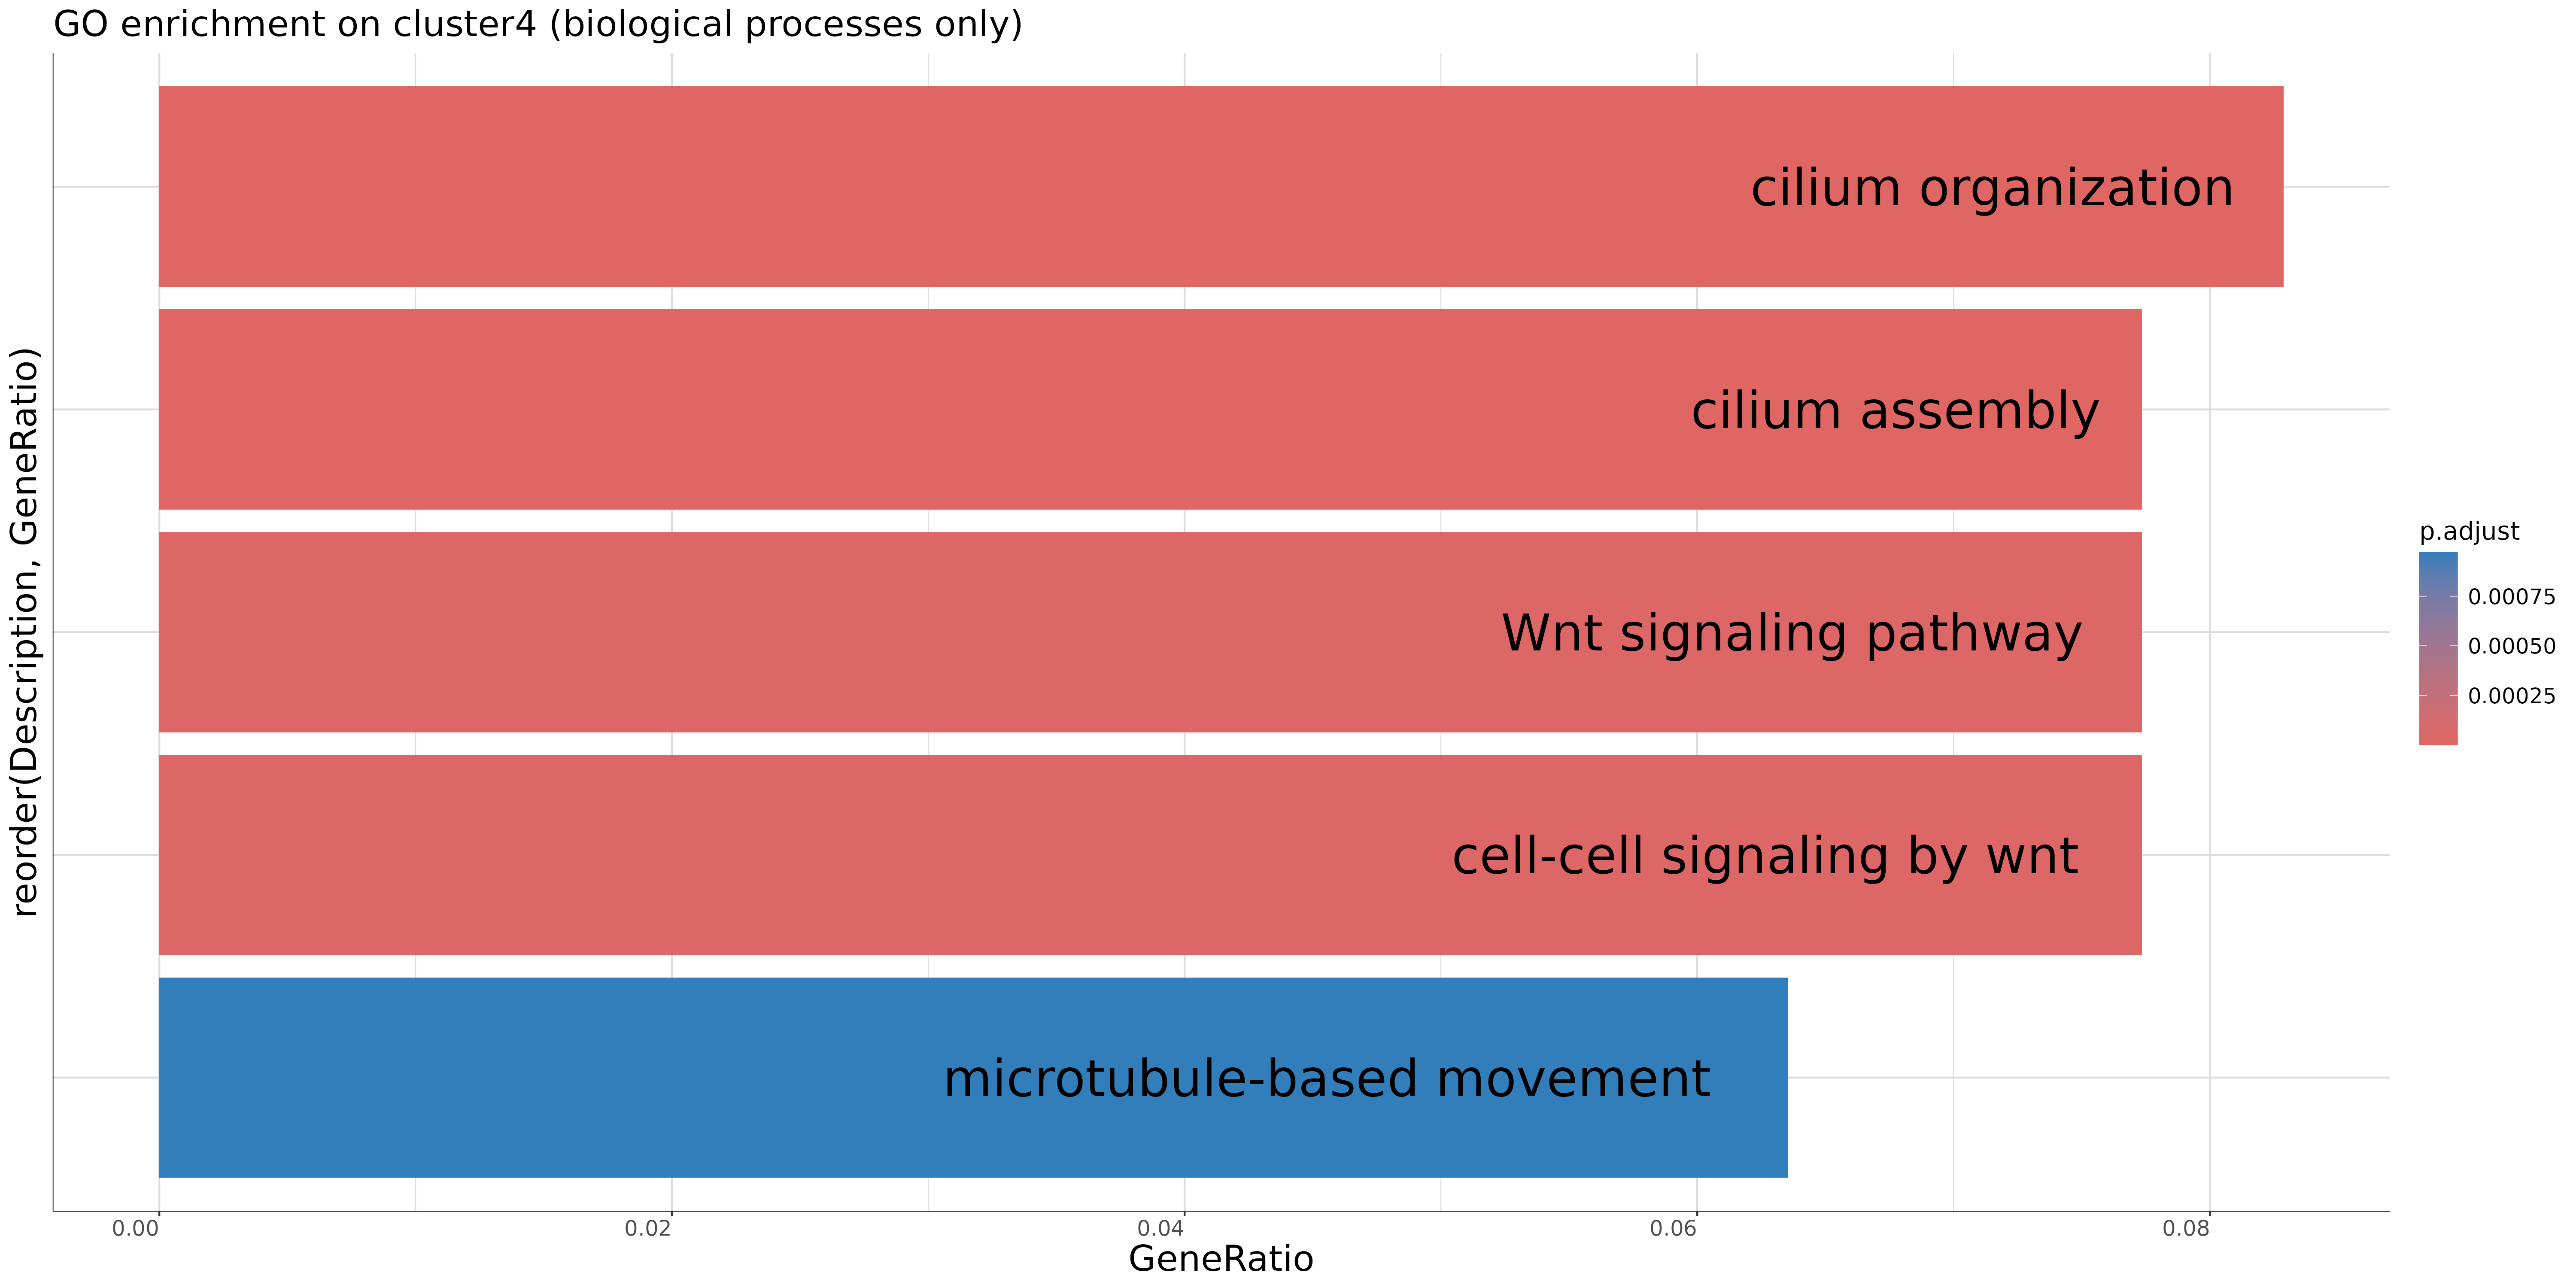 GO enrichment on cluster4 (biological processes only)
reorder(Description, GeneRatio)
cilium organization
cilium assembly
Wnt signaling pathway
cell-cell signaling by wnt
microtubule-based movement
0.00 0.02 0.04 0.06 0.08
GeneRatio
p.adjust
0.00075
0.00050
0.00025